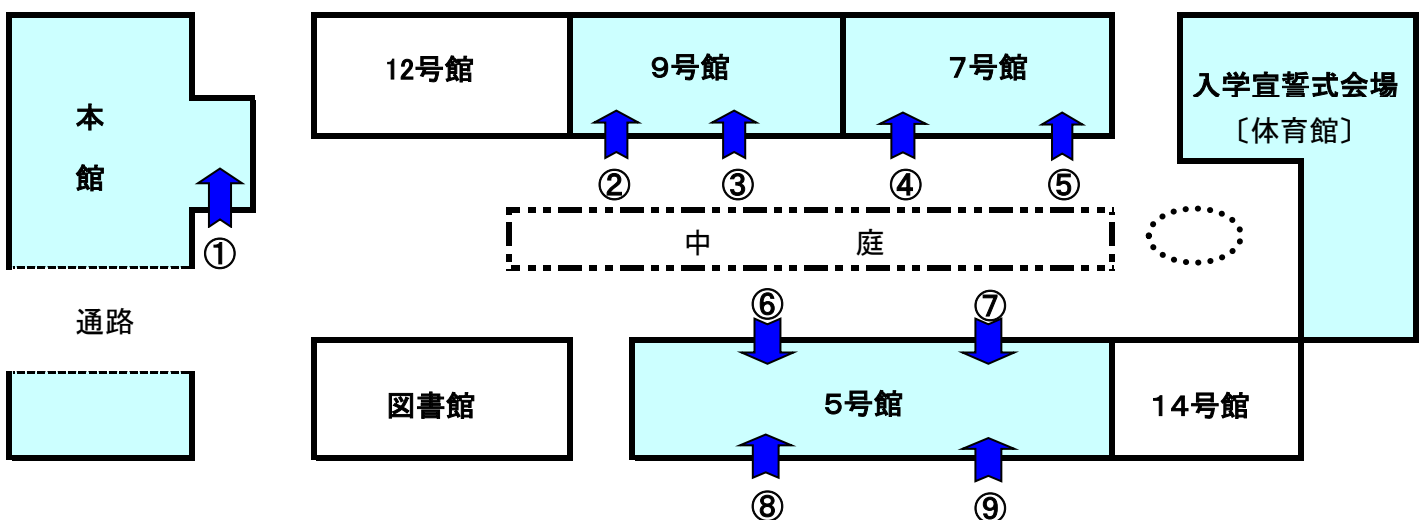 12号館
9号館
7号館
入学宣誓式会場
〔体育館〕
本
館
②
③
④
⑤
①
中庭
⑥
⑦
通路
図書館
5号館
14号館
⑧
⑨